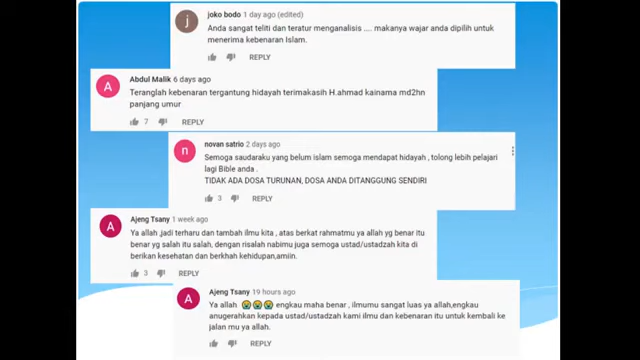 joko bodo 1 day ago (edited)
Anda sangat teliti dan teratur menganalisis .... makanya wajar anda dipilih untuk
menerima kebenaran Islam.
REPLY
Abdul Malik 6 days ago
Teranglah kebenaran tergantung hidayah terimakasih H.ahmad kainama md2hn
panjang umur
7 REPLY
novan satrio 2 days ago
Semoga saudaraku yang belum islam semoga mendapat hidayah , tolong lebih pelajari
lagi Bible anda .
TIDAK ADA DOSA TURUNAN, DOSA ANDA DITANGGUNG SENDIRI
3 REPLY
Ajeng Tsany 1 week ago
Ya allah ,jadi terharu dan tambah ilmu kita , atas berkat rahmatmu ya allah yg benar itu
benar yg salah itu salah, dengan risalah nabimu juga semoga ustad/ustadzah kita di
berikan kesehatan dan berkhah kehidupan,amiin.
3 REPLY
Ajeng Tsany 19 hours ago
Ya allah 😭😭😭 engkau maha benar , ilmumu sangat luas ya allah,engkau
anugerahkan kepada ustad/ustadzah kami ilmu dan kebenaran itu untuk kembali ke
jalan mu ya allah.
REPLY